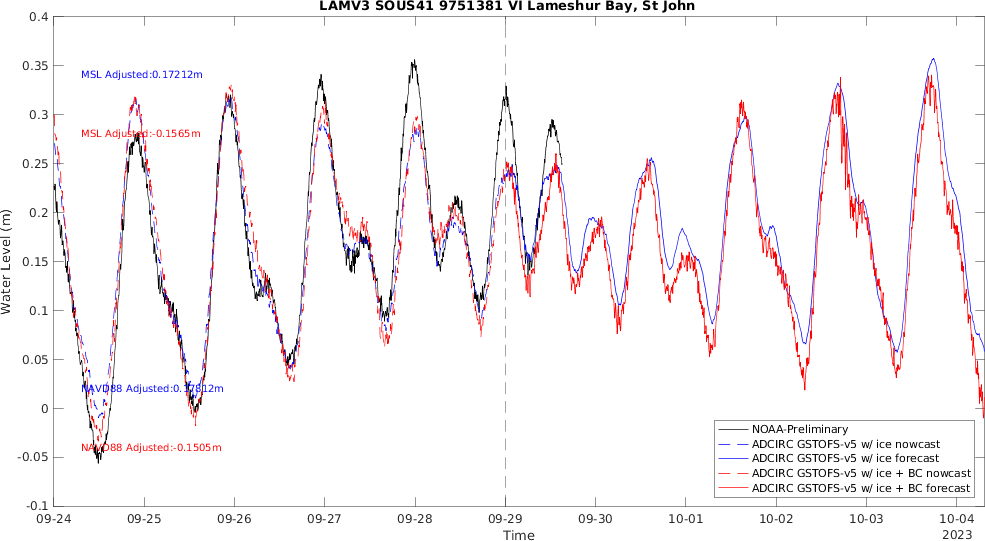 LAMV3 SOUS41 9751381 VI Lameshur Bay, St John
0.4
0.35
0.3
0.25
0.2
0.15
0.1
0.05
0
-0.05
-0.1
Water Level (m)
MSL Adjusted:0.17212m
MSL Adjusted:-0.1565m
NAVD88 Adjusted:0.17812m
NAVD88 Adjusted:-0.1505m
NOAA-Preliminary
ADCIRC GSTOFS-v5 w/ ice nowcast
ADCIRC GSTOFS-v5 w/ ice forecast
ADCIRC GSTOFS-v5 w/ ice + BC nowcast
ADCIRC GSTOFS-v5 w/ ice + BC forecast
09-24 09-25 09-26 09-27 09-28 09-29 09-30 10-01 10-02 10-03 10-04
Time
2023